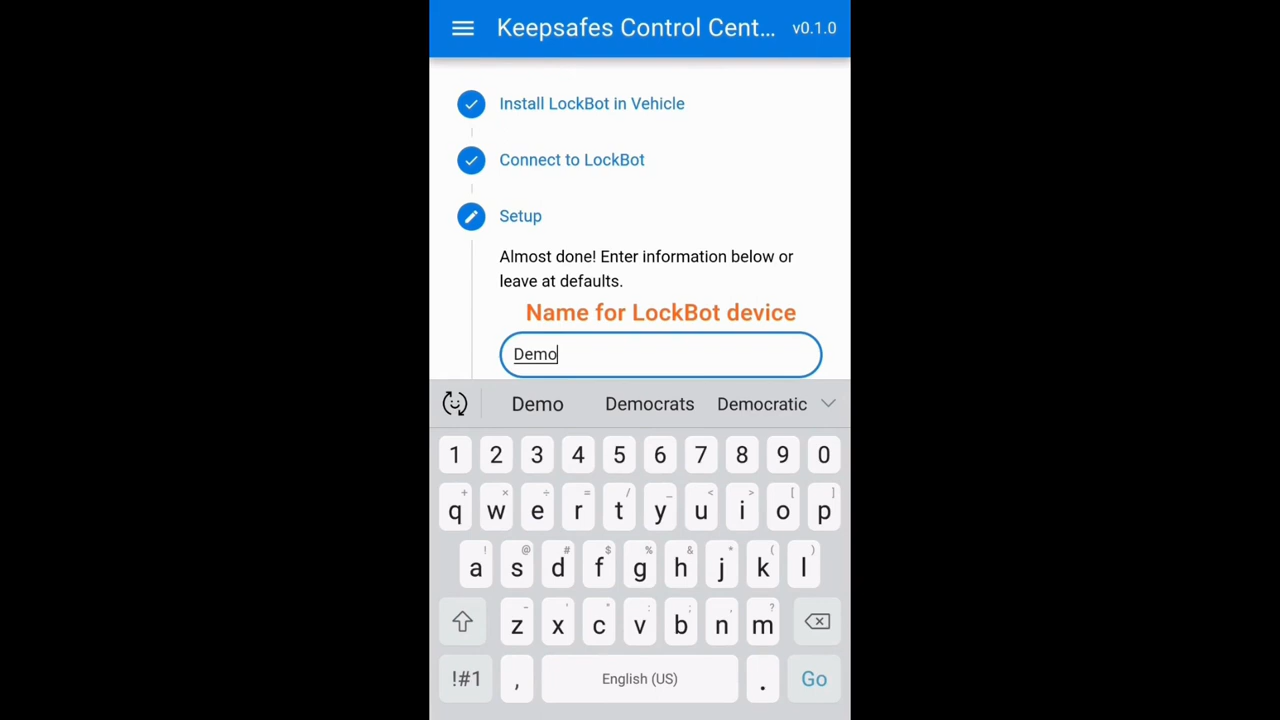 Keepsafes Control Cent... v0.1.0
Install LockBot in Vehicle
Connect to LockBot
Setup
Almost done! Enter information below or
leave at defaults.
Name for LockBot device
Demo
Demo Democrats Democratic
1 2 3 4 5 6 7 8 9 0
+ × ÷ = / _ < > [ ]
q w e r t y u i o p
! @ # $ % & * ( )
a s d f g h j k l
- ' " : ; , ?
z x c v b n m
!#1 , English (US) . Go